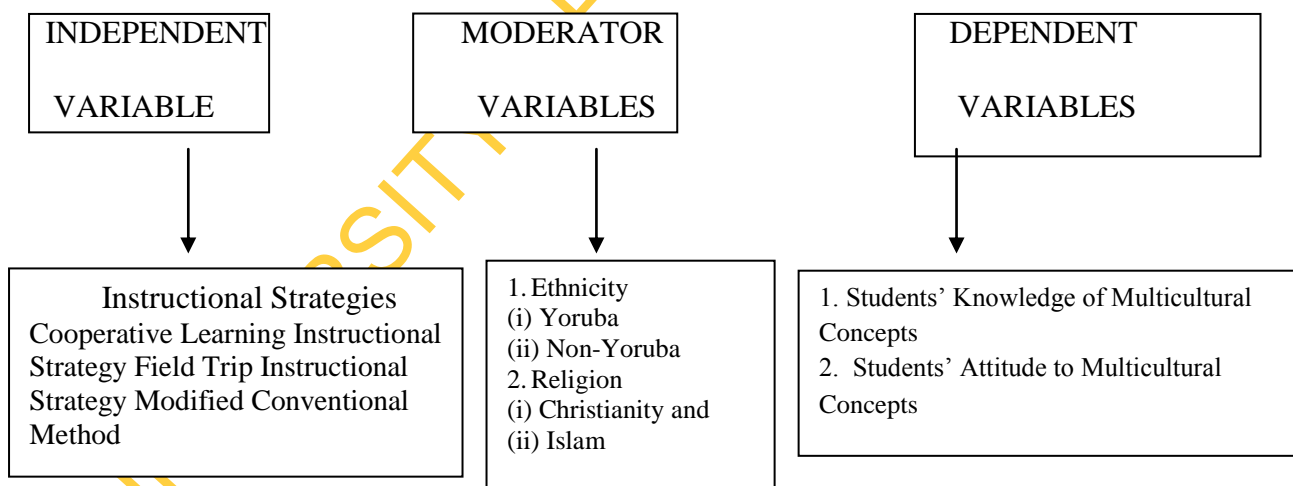 INDEPENDENT
VARIABLE
MODERATOR
VARIABLES
DEPENDENT
VARIABLES
Instructional Strategies
Cooperative Learning Instructional
Strategy Field Trip Instructional
Strategy Modified Conventional
Method
1. Ethnicity
(i) Yoruba
(ii) Non-Yoruba
2. Religion
(i) Christianity and
(ii) Islam
1. Students’ Knowledge of Multicultural
Concepts
2. Students’ Attitude to Multicultural
Concepts